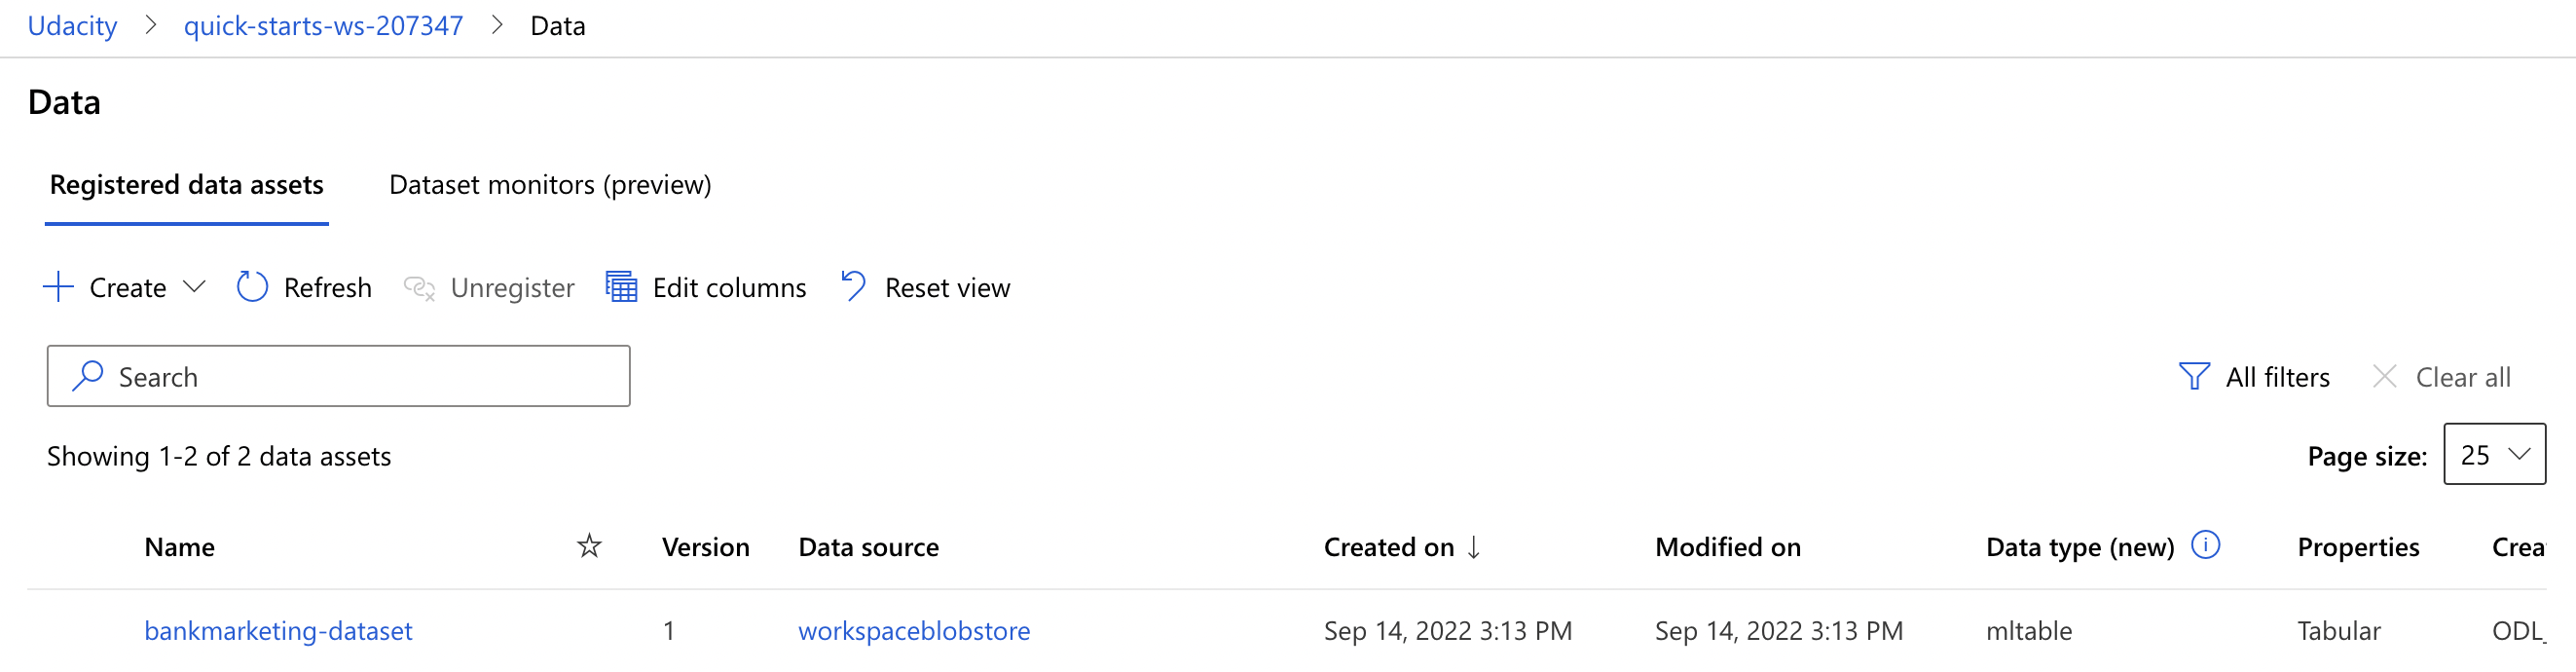 Udacity > quick-starts-ws-207347 > Data
Data
Registered data assets Dataset monitors (preview)
Create Refresh Unregister Edit columns Reset view
Search All filters Clear all
Showing 1-2 of 2 data assets Page size: 25
Name Version Data source Created on ↓ Modified on Data type (new) Properties Crea
bankmarketing-dataset 1 workspaceblobstore Sep 14, 2022 3:13 PM Sep 14, 2022 3:13 PM mltable Tabular ODL_